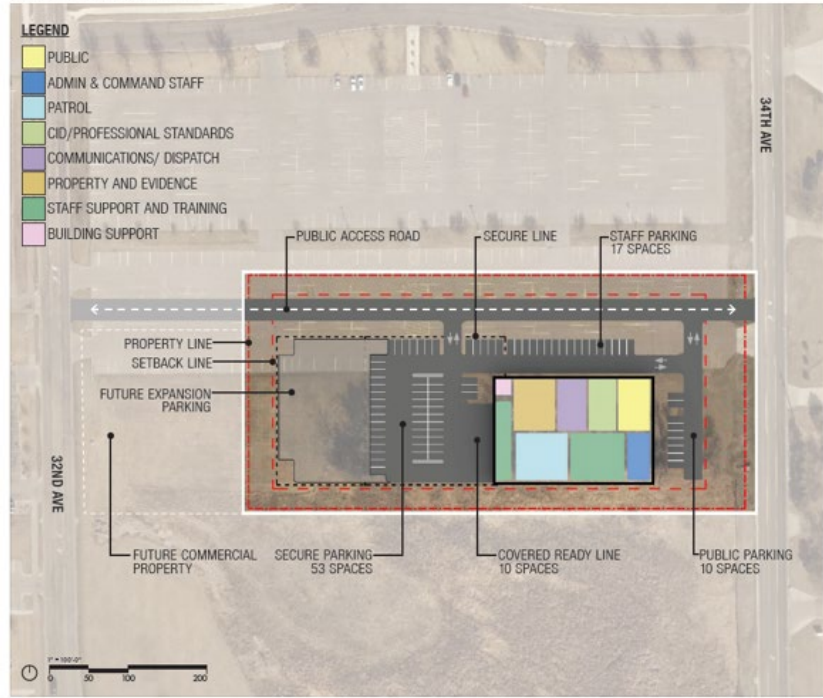 LEGEND
PUBLIC
ADMIN & COMMAND STAFF
PATROL
CID/PROFESSIONAL STANDARDS
COMMUNICATIONS/ DISPATCH
PROPERTY AND EVIDENCE
STAFF SUPPORT AND TRAINING
BUILDING SUPPORT
34TH AVE
PUBLIC ACCESS ROAD
SECURE LINE
STAFF PARKING
17 SPACES
PROPERTY LINE
SETBACK LINE
FUTURE EXPANSION
PARKING
32ND AVE
FUTURE COMMERCIAL
PROPERTY
SECURE PARKING
53 SPACES
COVERED READY LINE
10 SPACES
PUBLIC PARKING
10 SPACES
1" = 100'-0"
0 50 100 200